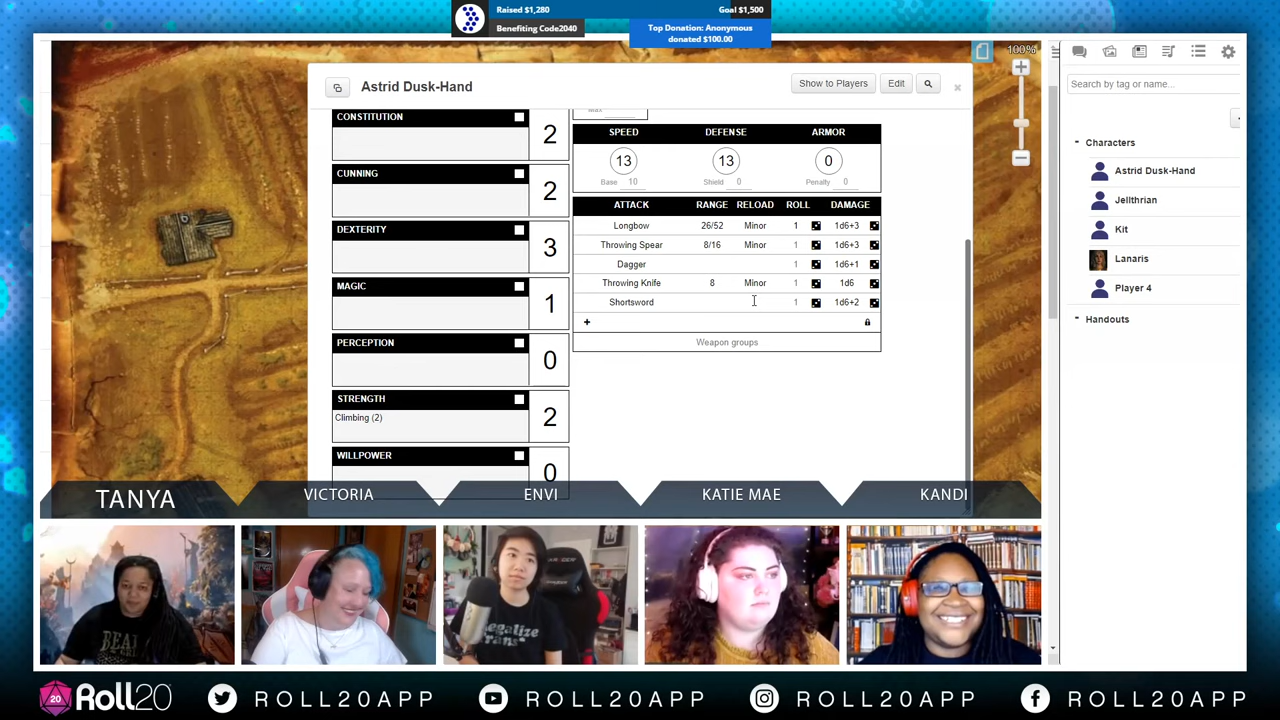 Raised $1,280
Goal $1,500
Benefiting Code2040
Top Donation: Anonymous
donated $100.00
100%
Astrid Dusk-Hand
Show to Players
Edit
Search by tag or name...
Characters
Astrid Dusk-Hand
Jellthrian
Kit
Lanaris
Player 4
Handouts
CONSTITUTION
2
CUNNING
2
DEXTERITY
3
MAGIC
1
PERCEPTION
0
STRENGTH
Climbing (2)
2
WILLPOWER
0
Max
SPEED DEFENSE ARMOR
13 13 0
Base 10 Shield 0 Penalty 0
ATTACK RANGE RELOAD ROLL DAMAGE
Longbow 26/52 Minor 1 1d6+3
Throwing Spear 8/16 Minor 1 1d6+3
Dagger 1 1d6+1
Throwing Knife 8 Minor 1 1d6
Shortsword 1 1d6+2
+
Weapon groups
TANYA
VICTORIA
ENVI
KATIE MAE
KANDI
20
Roll20
ROLL20APP
ROLL20APP
ROLL20APP
ROLL20APP